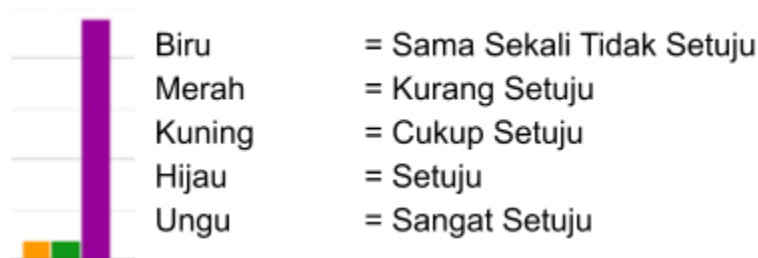 Biru = Sama Sekali Tidak Setuju
Merah = Kurang Setuju
Kuning = Cukup Setuju
Hijau = Setuju
Ungu = Sangat Setuju